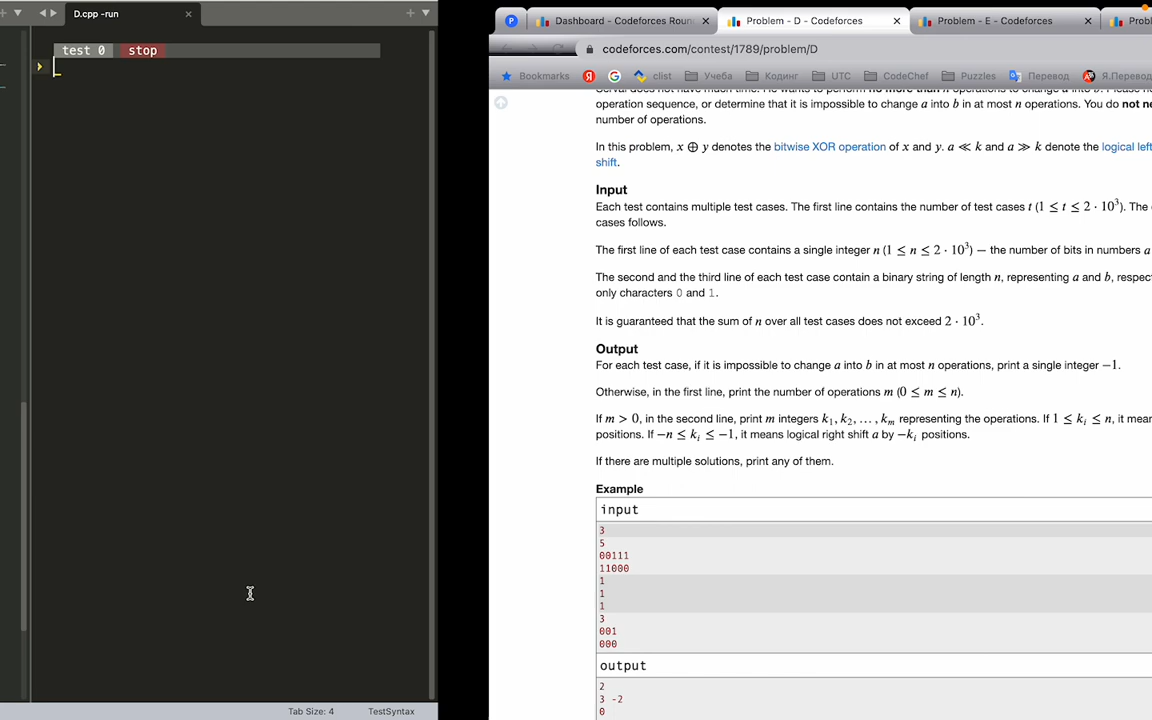 D.cpp -run
test 0 stop
Tab Size: 4 TestSyntax
Dashboard - Codeforces Roun
Problem - D - Codeforces
Problem - E - Codeforces
Probl
codeforces.com/contest/1789/problem/D
Bookmarks clist Учеба Кодинг UTC CodeChef Puzzles Перевод Я.Перевод
operation sequence, or determine that it is impossible to change a into b in at most n operations. You do not ne
number of operations.
In this problem, x ⊕ y denotes the bitwise XOR operation of x and y. a ≪ k and a ≫ k denote the logical left
shift.
Input
Each test contains multiple test cases. The first line contains the number of test cases t (1 ≤ t ≤ 2 · 10³). The
cases follows.
The first line of each test case contains a single integer n (1 ≤ n ≤ 2 · 10³) — the number of bits in numbers a
The second and the third line of each test case contain a binary string of length n, representing a and b, respec
only characters 0 and 1.
It is guaranteed that the sum of n over all test cases does not exceed 2 · 10³.
Output
For each test case, if it is impossible to change a into b in at most n operations, print a single integer −1.
Otherwise, in the first line, print the number of operations m (0 ≤ m ≤ n).
If m > 0, in the second line, print m integers k₁, k₂, … , kₘ representing the operations. If 1 ≤ kᵢ ≤ n, it mea
positions. If −n ≤ kᵢ ≤ −1, it means logical right shift a by −kᵢ positions.
If there are multiple solutions, print any of them.
Example
input
3
5
00111
11000
1
1
1
3
001
000
output
2
3 -2
0